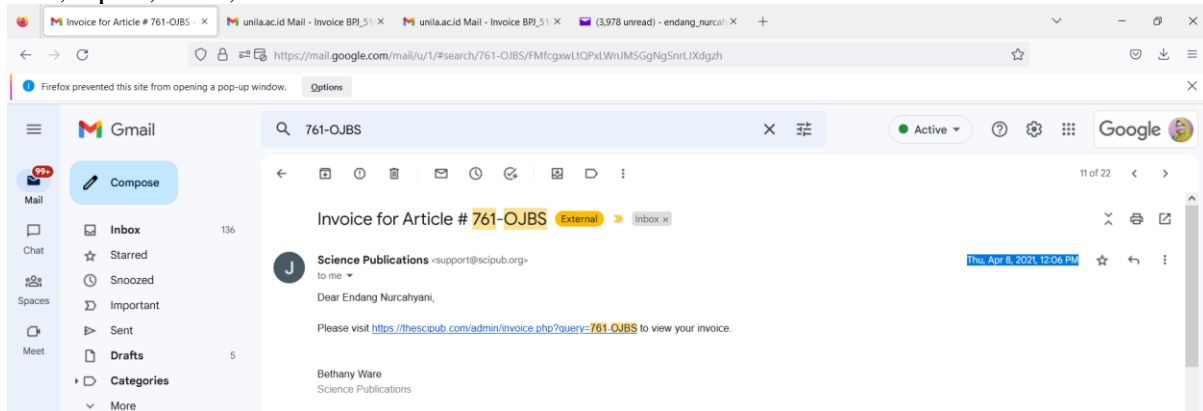 Invoice for Article # 761-OJBS -
unila.ac.id Mail - Invoice BPJ_51-
unila.ac.id Mail - Invoice BPJ_51-
(3,978 unread) - endang_nurcah
https://mail.google.com/mail/u/1/#search/761-OJBS/FMfcgxwLtQPxLWnJMSGgNgSnrLJXdgzh
Firefox prevented this site from opening a pop-up window. Options
Gmail
761-OJBS
Active
Google
99+
Mail
Compose
11 of 22
Inbox 136
Invoice for Article # 761-OJBS External Inbox x
Chat
Starred
J
Science Publications <support@scipub.org>
Thu, Apr 8, 2021, 12:06 PM
to me
Snoozed
Spaces
Important
Dear Endang Nurcahyani,
Sent
Please visit https://thescipub.com/admin/invoice.php?query=761-OJBS to view your invoice.
Meet
Drafts 5
Categories
Bethany Ware
Science Publications
More